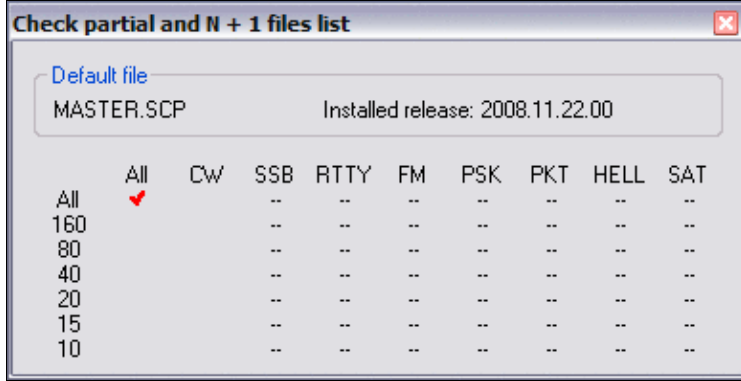 Check partial and N + 1 files list
Default file
MASTER.SCP Installed release: 2008.11.22.00
All CW SSB RTTY FM PSK PKT HELL SAT
All -- -- -- -- -- -- --
160 -- -- -- -- -- -- --
80 -- -- -- -- -- -- --
40 -- -- -- -- -- -- --
20 -- -- -- -- -- -- --
15 -- -- -- -- -- -- --
10 -- -- -- -- -- -- --